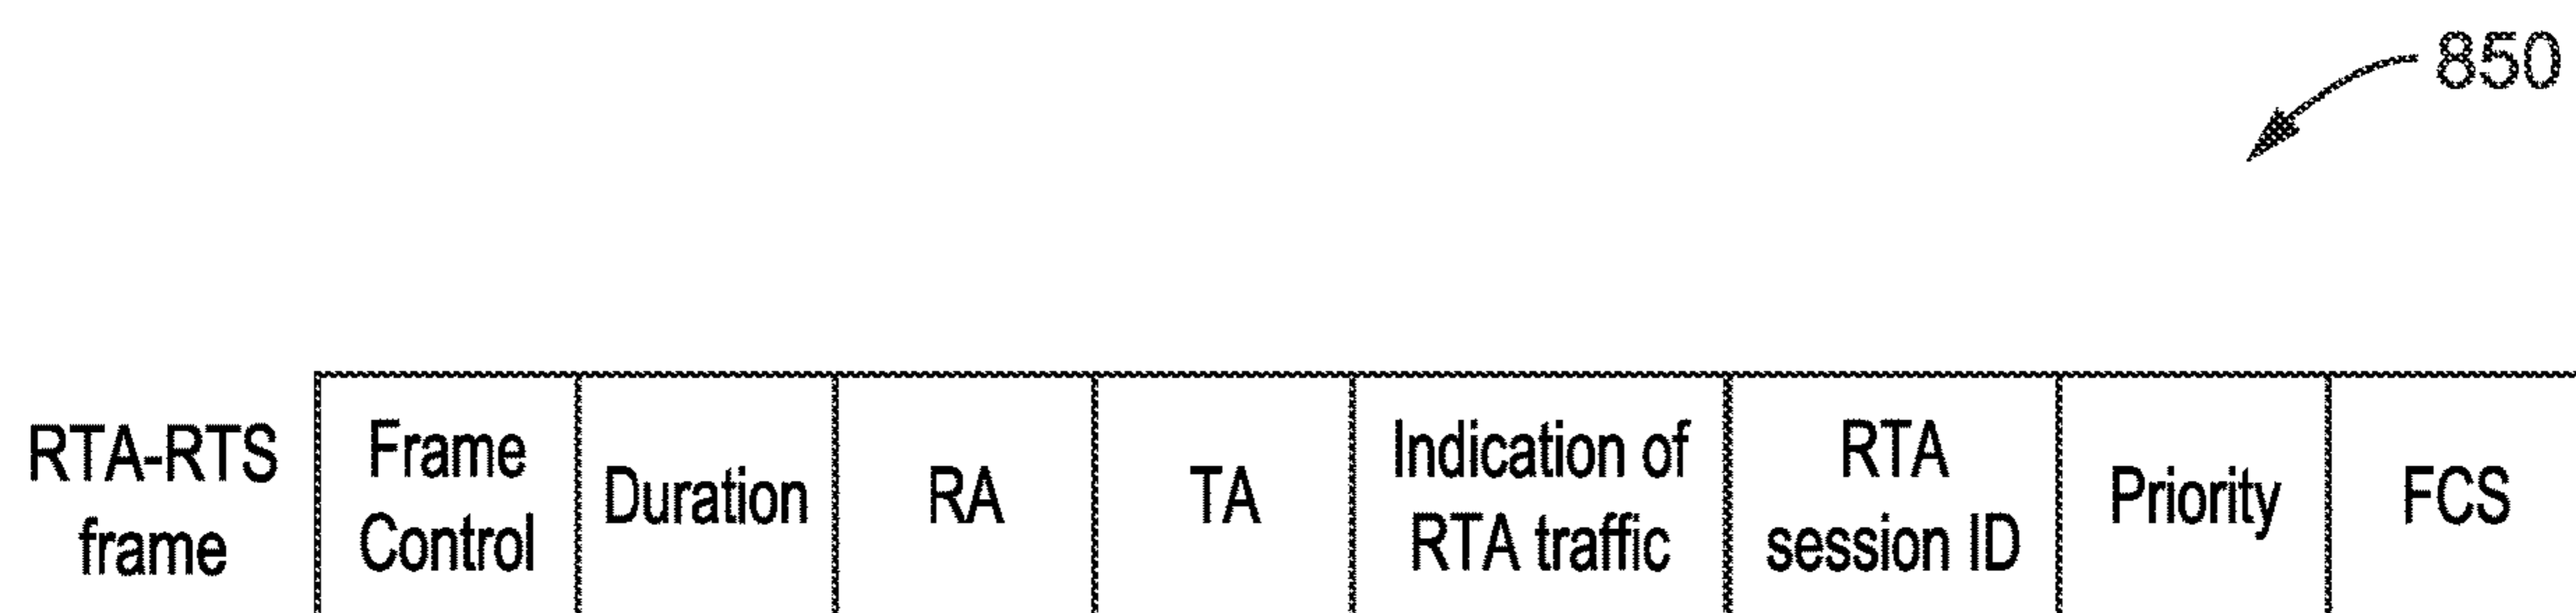 850
RTA-RTS
frame
Frame
Control
Duration
RA
TA
Indication of
RTA traffic
RTA
session ID
Priority
FCS